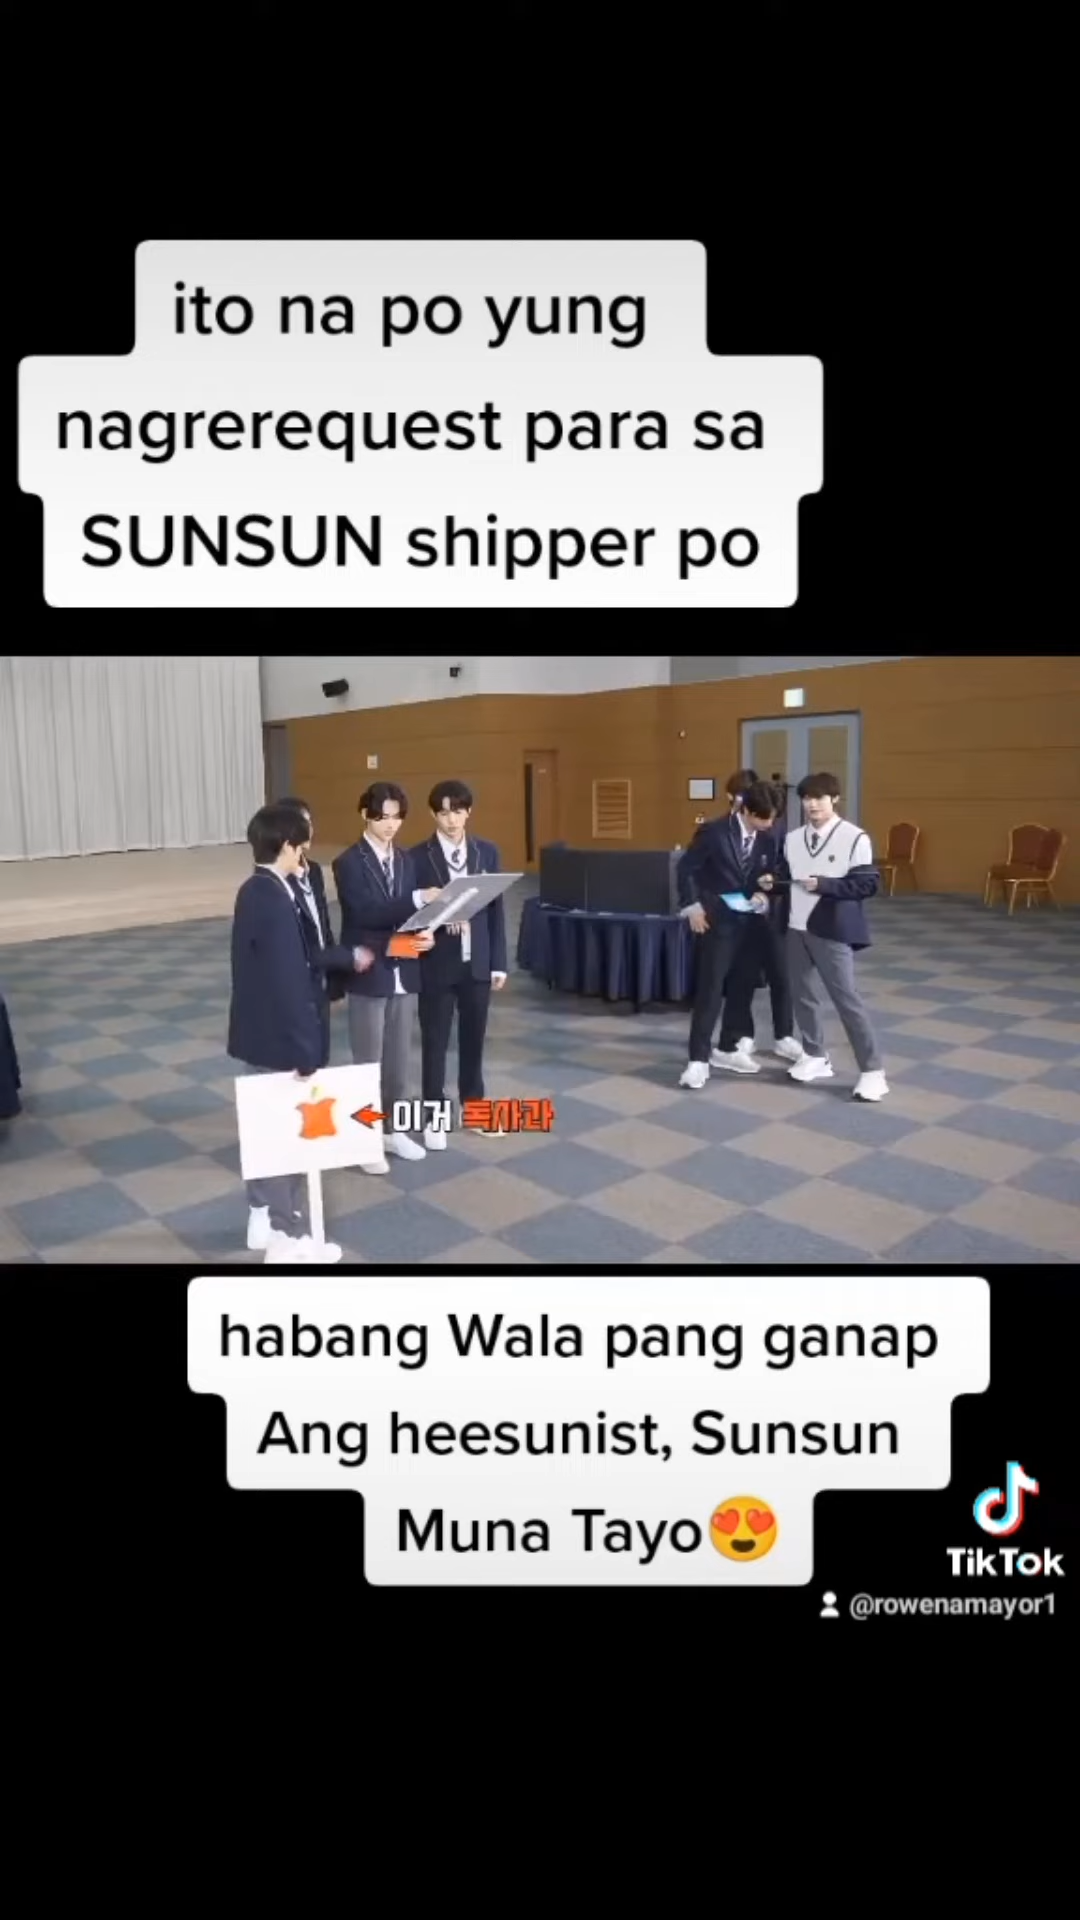 ito na po yung
nagrerequest para sa
SUNSUN shipper po
이거 독사과
habang Wala pang ganap
Ang heesunist, Sunsun
Muna Tayo😍
TikTok
@rowenamayor1